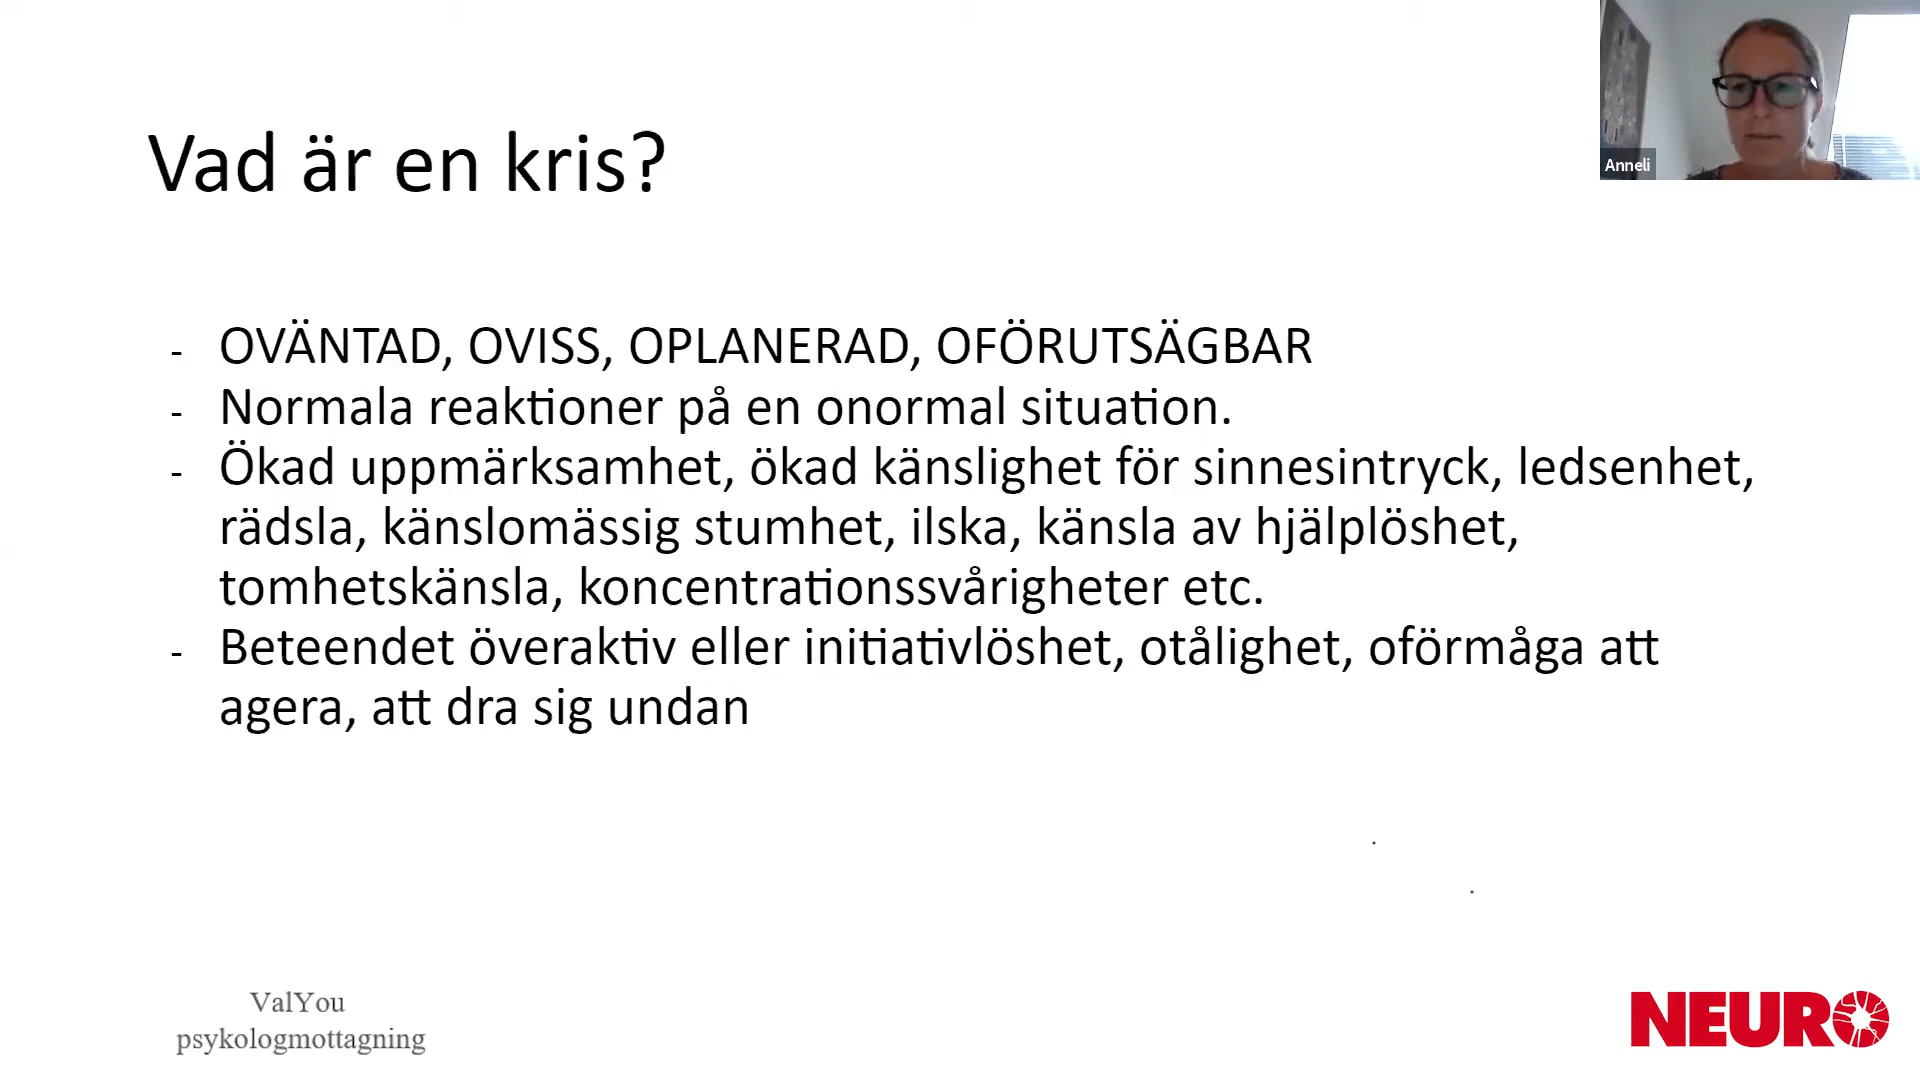 Anneli
Vad är en kris?
- OVÄNTAD, OVISS, OPLANERAD, OFÖRUTSÄGBAR
- Normala reaktioner på en onormal situation.
- Ökad uppmärksamhet, ökad känslighet för sinnesintryck, ledsenhet,
rädsla, känslomässig stumhet, ilska, känsla av hjälplöshet,
tomhetskänsla, koncentrationssvårigheter etc.
- Beteendet överaktiv eller initiativlöshet, otålighet, oförmåga att
agera, att dra sig undan
ValYou
psykologmottagning
NEURO